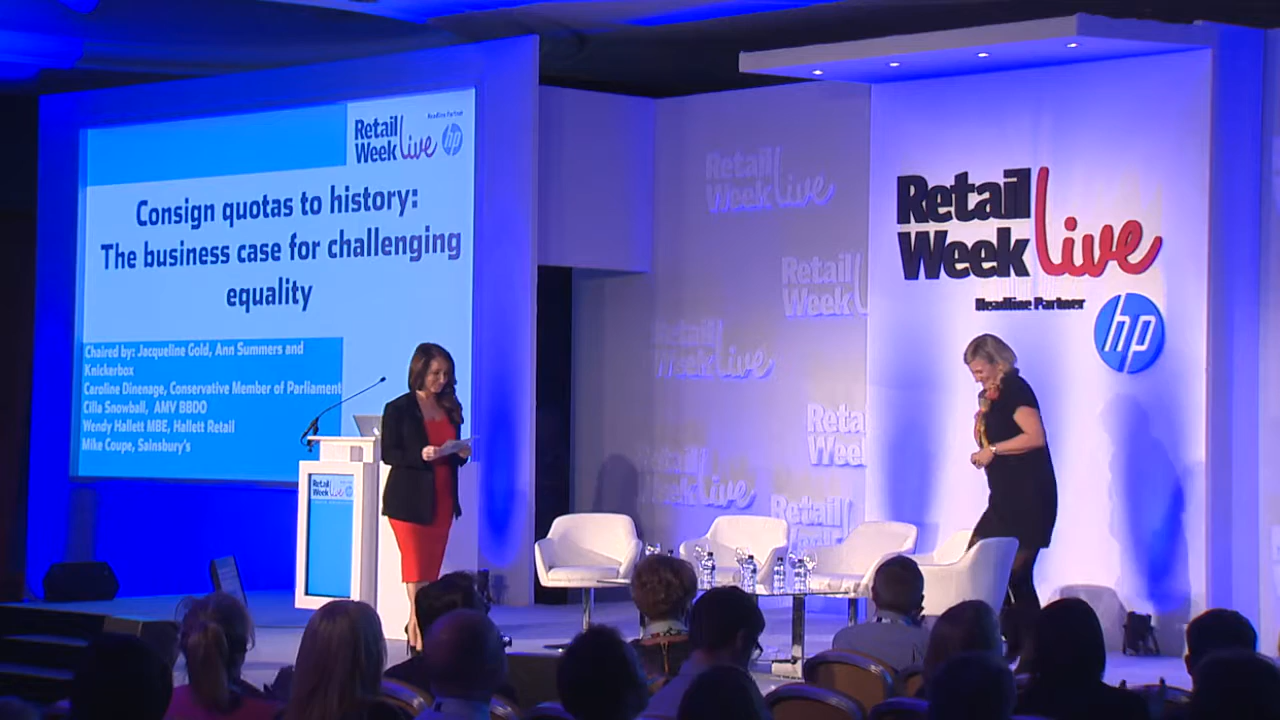 Headline Partner
Retail
Week live hp
Consign quotas to history:
The business case for challenging
equality
Chaired by: Jacqueline Gold, Ann Summers and
Knickerbox
Caroline Dinenage, Conservative Member of Parliament
Cilla Snowball, AMV BBDO
Wendy Hallett MBE, Hallett Retail
Mike Coupe, Sainsbury's
Retail
Week live
Retail
Week live
Retail
Week l
Retail
Week live
Retail
Week
Retail
Week live
Retail
Retail
Week live
Headline Partner
hp